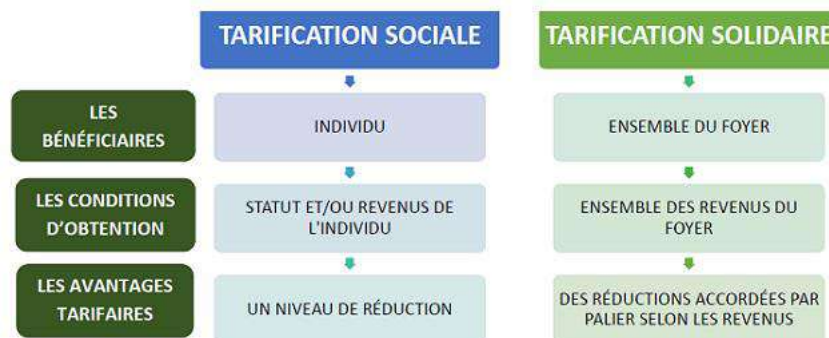 TARIFICATION SOCIALE
TARIFICATION SOLIDAIRE
LES
BÉNÉFICIAIRES
INDIVIDU
ENSEMBLE DU FOYER
LES CONDITIONS
D'OBTENTION
STATUT ET/OU REVENUS DE
L'INDIVIDU
ENSEMBLE DES REVENUS DU
FOYER
LES AVANTAGES
TARIFAIRES
UN NIVEAU DE RÉDUCTION
DES RÉDUCTIONS ACCORDÉES PAR
PALIER SELON LES REVENUS